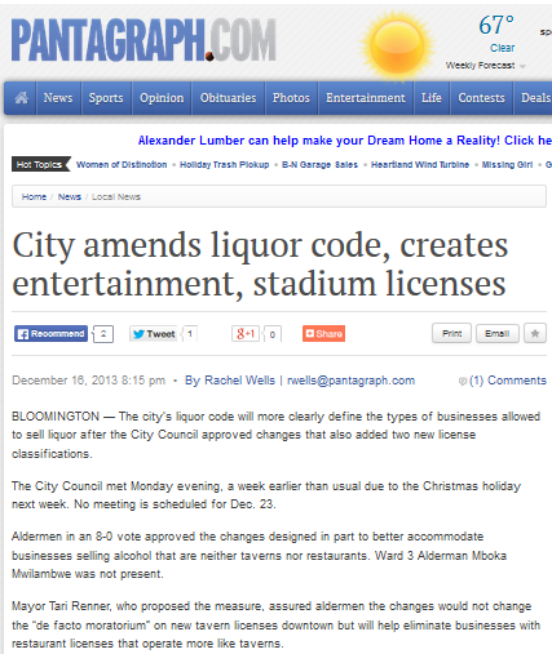 PANTAGRAPH.COM
67°
Clear
Weekly Forecast
News Sports Opinion Obituaries Photos Entertainment Life Contests Deals
Alexander Lumber can help make your Dream Home a Reality! Click he
Hot Topics Women of Distinction • Holiday Trash Pickup • B-N Garage Sales • Heartland Wind Turbine • Missing Girl • G
Home / News / Local News
City amends liquor code, creates
entertainment, stadium licenses
Recommend 2 Tweet 1 g+1 0 Share Print Email
December 16, 2013 8:15 pm • By Rachel Wells | rwells@pantagraph.com (1) Comments
BLOOMINGTON — The city's liquor code will more clearly define the types of businesses allowed
to sell liquor after the City Council approved changes that also added two new license
classifications.
The City Council met Monday evening, a week earlier than usual due to the Christmas holiday
next week. No meeting is scheduled for Dec. 23.
Aldermen in an 8-0 vote approved the changes designed in part to better accommodate
businesses selling alcohol that are neither taverns nor restaurants. Ward 3 Alderman Mboka
Mwilambwe was not present.
Mayor Tari Renner, who proposed the measure, assured aldermen the changes would not change
the "de facto moratorium" on new tavern licenses downtown but will help eliminate businesses with
restaurant licenses that operate more like taverns.